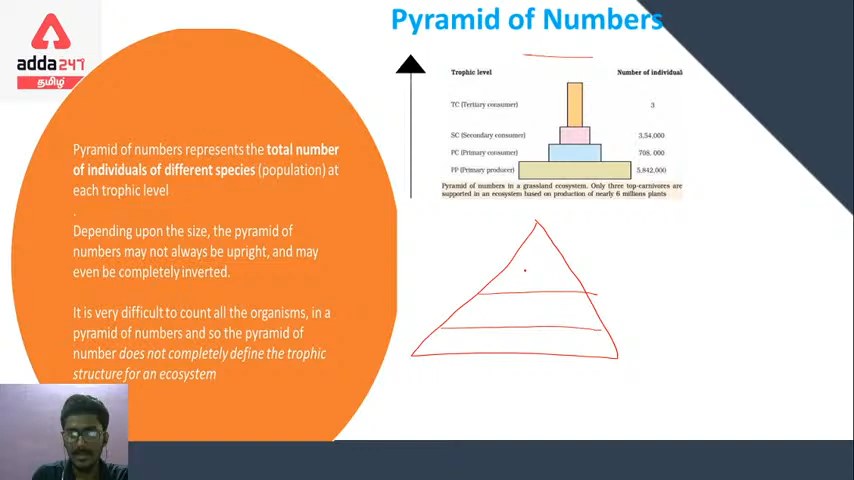 Pyramid of Numbers
adda247
தமிழ்
Pyramid of numbers represents the total number
of individuals of different species (population) at
each trophic level
.
Depending upon the size, the pyramid of
numbers may not always be upright, and may
even be completely inverted.
It is very difficult to count all the organisms, in a
pyramid of numbers and so the pyramid of
number does not completely define the trophic
structure for an ecosystem
Trophic level Number of individual
TC (Tertiary consumer) 3
SC (Secondary consumer) 3,54,000
PC (Primary consumer) 708, 000
PP (Primary producer) 5,842,000
Pyramid of numbers in a grassland ecosystem. Only three top-carnivores are
supported in an ecosystem based on production of nearly 6 millions plants